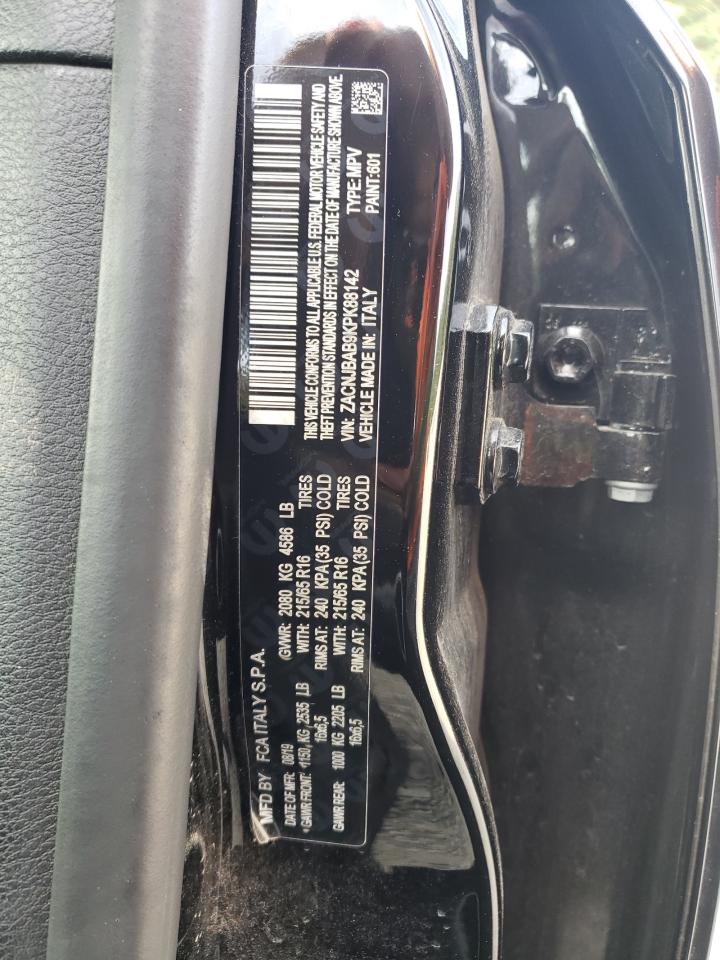 MFD BY FCA ITALY S.P.A.
DATE OF MFR: 08/19 (GVWR: 2080 KG 4586 LB
*GAWR FRONT: 1150 KG 2535 LB WITH: 215/65 R16 TIRES
16x6,5 RIMS AT: 240 KPA(35 PSI) COLD
GAWR REAR: 1000 KG 2205 LB WITH: 215/65 R16 TIRES
16x6,5 RIMS AT: 240 KPA(35 PSI) COLD
THIS VEHICLE CONFORMS TO ALL APPLICABLE U.S. FEDERAL MOTOR VEHICLE SAFETY AND
THEFT PREVENTION STANDARDS IN EFFECT ON THE DATE OF MANUFACTURE SHOWN ABOVE.
VIN: ZACNJBAB9KPK88142 TYPE: MPV
VEHICLE MADE IN: ITALY PAINT:601